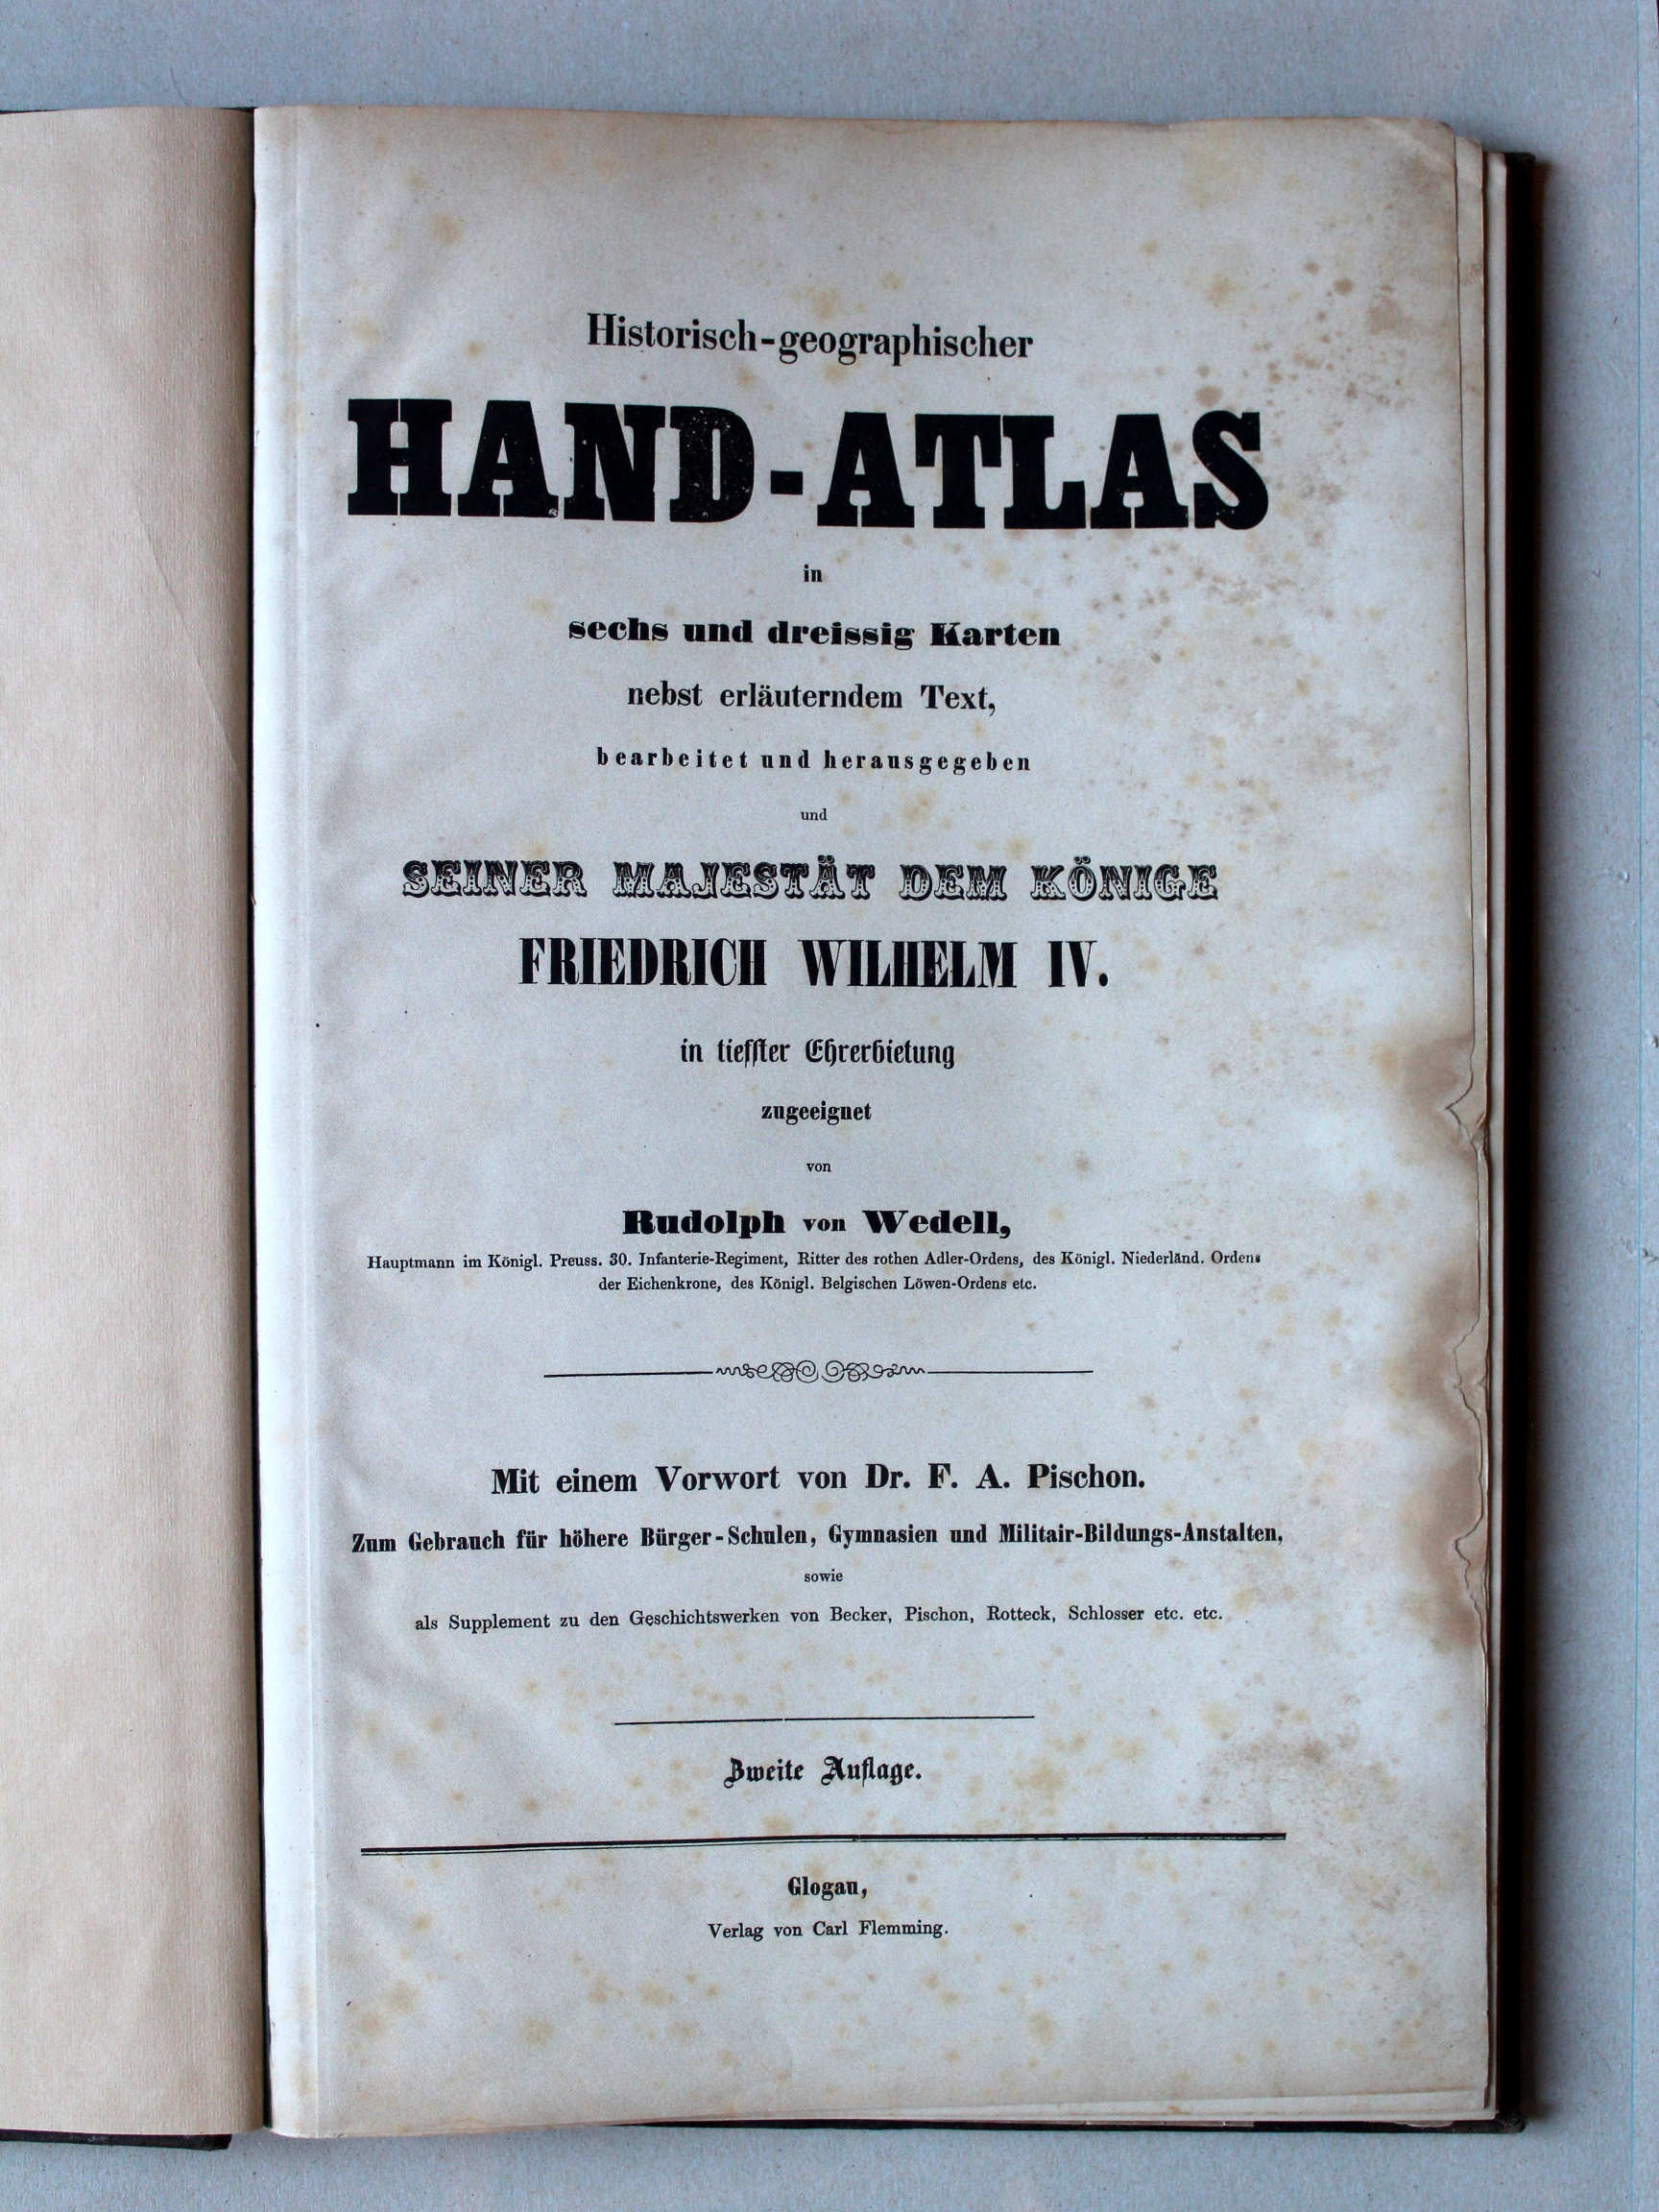 Historisch-geographischer
HAND-ATLAS
in
sechs und dreissig Karten
nebst erläuterndem Text,
bearbeitet und herausgegeben
und
SEINER MAJESTÄT DEM KÖNIGE
FRIEDRICH WILHELM IV.
in tiefster Ehrerbietung
zugeeignet
von
Rudolph von Wedell,
Hauptmann im Königl. Preuss. 30. Infanterie-Regiment, Ritter des rothen Adler-Ordens, des Königl. Niederländ. Ordens
der Eichenkrone, des Königl. Belgischen Löwen-Ordens etc.
Mit einem Vorwort von Dr. F. A. Pischon.
Zum Gebrauch für höhere Bürger-Schulen, Gymnasien und Militair-Bildungs-Anstalten,
sowie
als Supplement zu den Geschichtswerken von Becker, Pischon, Rotteck, Schlosser etc. etc.
Zweite Auflage.
Glogau,
Verlag von Carl Flemming.